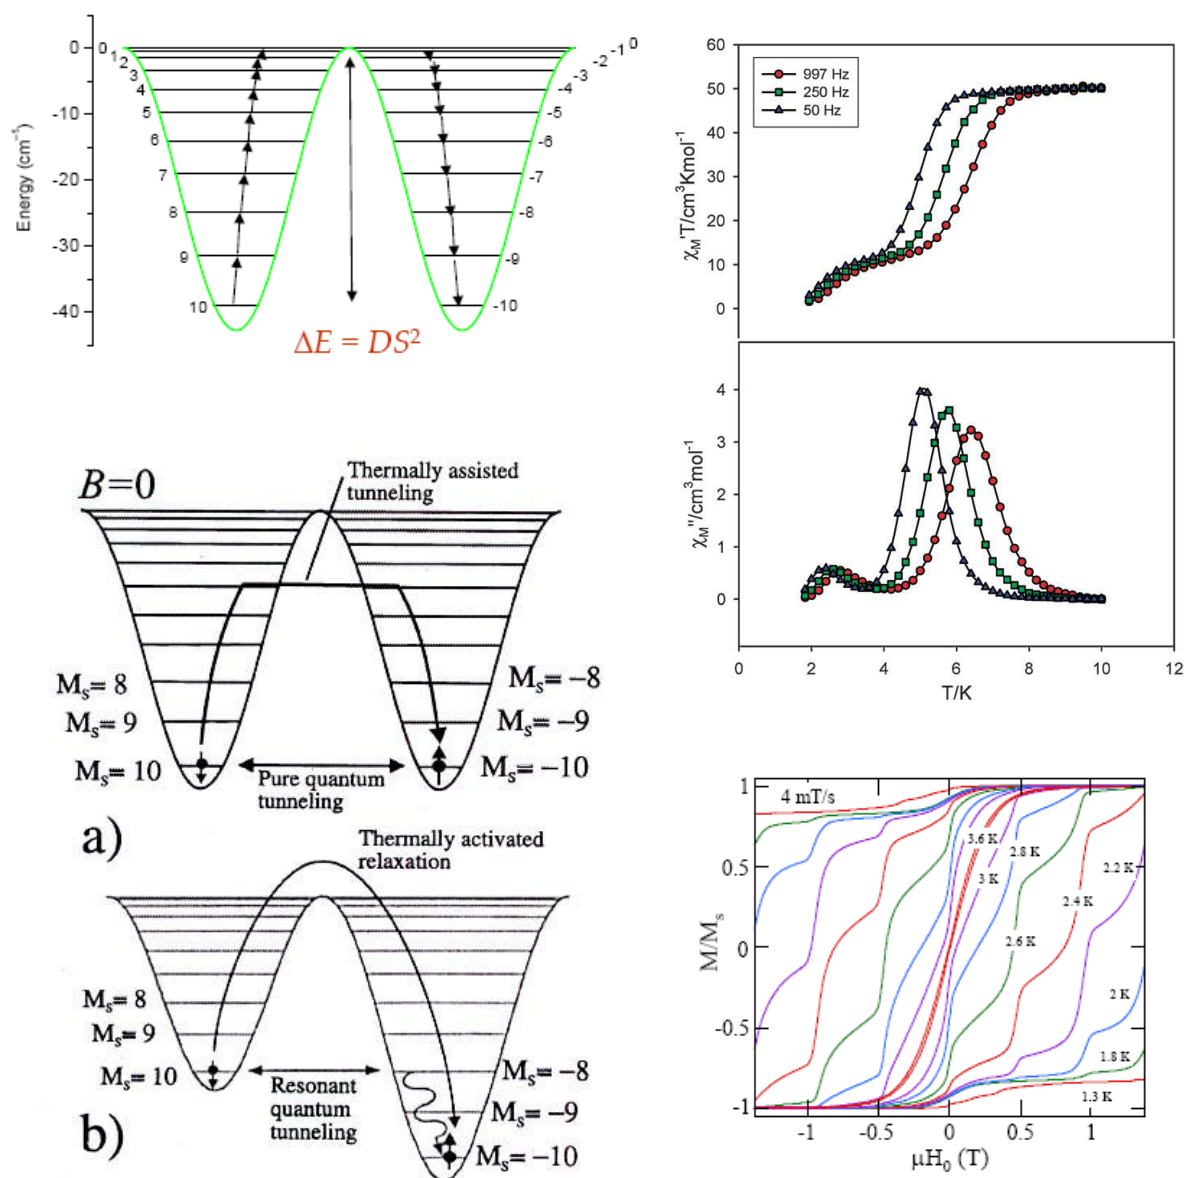 Energy (cm⁻¹)
0
-10
-20
-30
-40
0
1
2
3
4
5
6
7
8
9
10
0
-1
-2
-3
-4
-5
-6
-7
-8
-9
-10
ΔE = DS²
997 Hz
250 Hz
50 Hz
χM'T/cm³Kmol⁻¹
60
50
40
30
20
10
0
χM''/cm³mol⁻¹
4
3
2
1
0
0 2 4 6 8 10 12
T/K
B=0
Thermally assisted
tunneling
Ms= 8
Ms= 9
Ms= 10
Ms= −8
Ms= −9
Ms= −10
Pure quantum
tunneling
a)
Thermally activated
relaxation
Ms= 8
Ms= 9
Ms= 10
Resonant
quantum
tunneling
Ms= −8
Ms= −9
Ms= −10
b)
4 mT/s
M/Ms
1
0.5
0
-0.5
-1
3.6 K
2.8 K
3 K
2.2 K
2.4 K
2.6 K
2 K
1.8 K
1.3 K
-1 -0.5 0 0.5 1
μH0 (T)